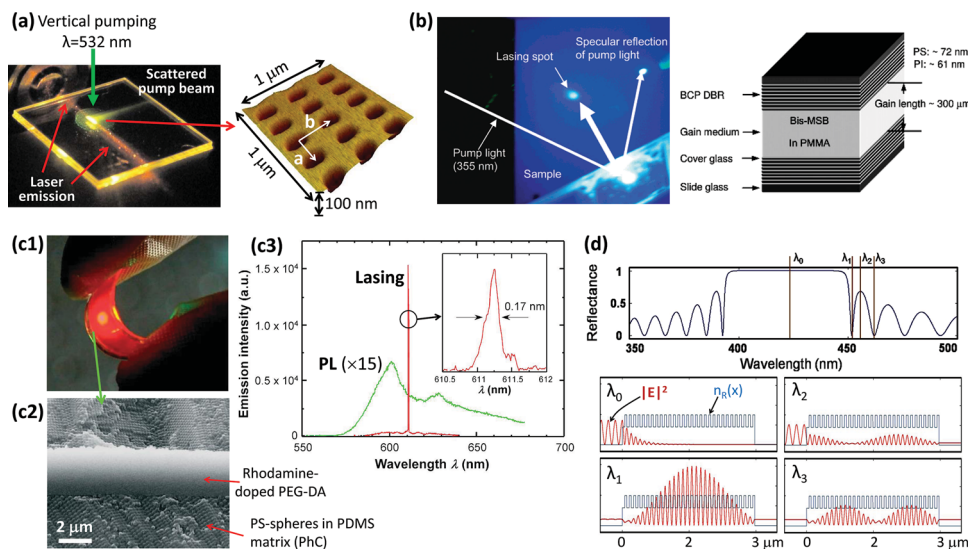 (a)
Vertical pumping
λ=532 nm
Scattered
pump beam
Laser
emission
1 μm
1 μm
b
a
100 nm
(b)
Lasing spot
Specular reflection
of pump light
Pump light
(355 nm)
Sample
PS: ~ 72 nm
PI: ~ 61 nm
BCP DBR
Gain length ~ 300 μm
Bis-MSB
Gain medium
In PMMA
Cover glass
Slide glass
(c1)
(c2)
2 μm
Rhodamine-
doped PEG-DA
PS-spheres in PDMS
matrix (PhC)
(c3)
Emission intensity (a.u.)
1.5 × 10⁴
1.0 × 10⁴
0.5 × 10⁴
0
550 600 650 700
Wavelength λ (nm)
Lasing
PL (×15)
0.17 nm
610.5 611 611.5 612
λ (nm)
(d)
λ₀ λ₁ λ₂ λ₃
Reflectance
1
0.5
0
350 400 450 500
Wavelength (nm)
λ₀ |E|² nR(x)
λ₂
λ₁
λ₃
0 3 μm
0 3 μm